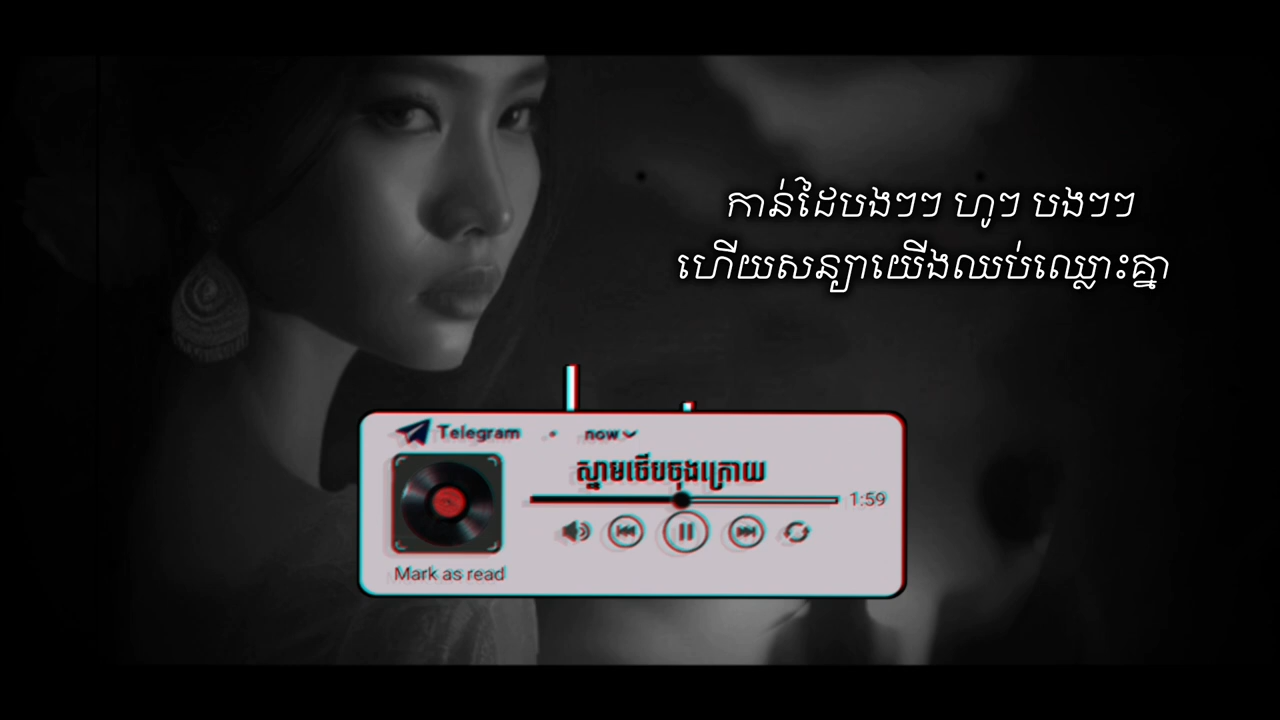 កាន់ដៃបងៗៗ ហូៗ បងៗៗ
ហើយសន្យាយើងឈប់ឈ្លោះគ្នា
Telegram • now
ស្នាមថើបចុងក្រោយ
1:59
Mark as read